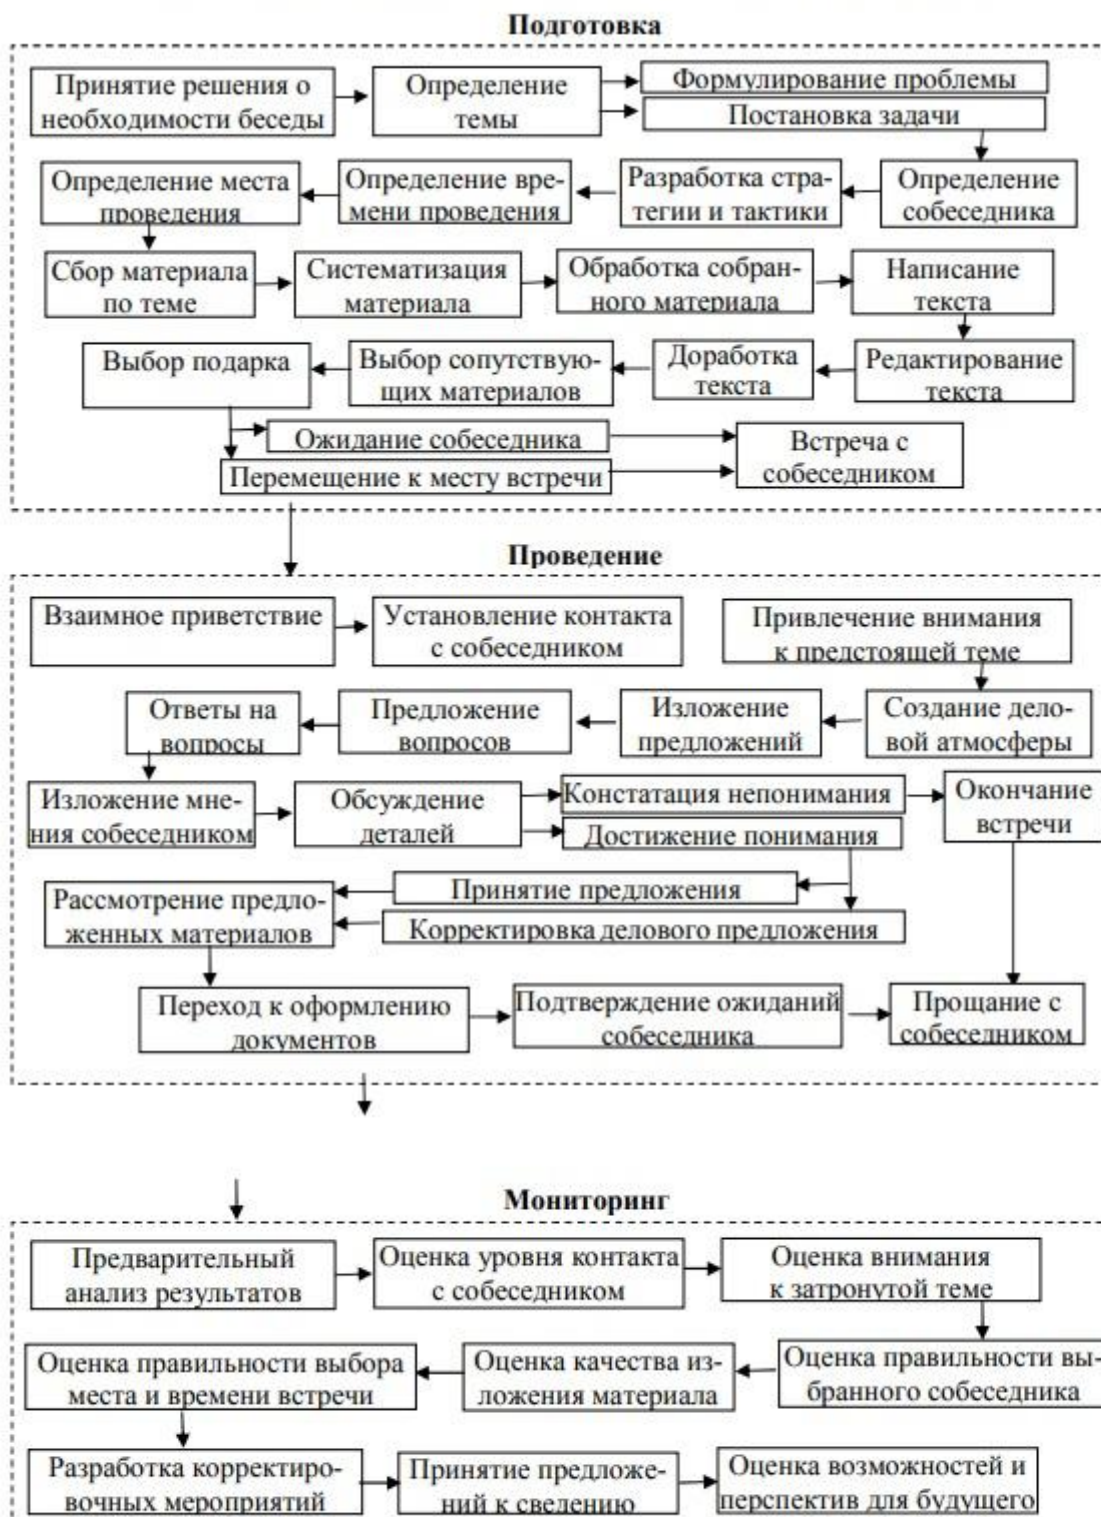 Подготовка
Принятие решения о
необходимости беседы
Определение
темы
Формулирование проблемы
Постановка задачи
Определение места
проведения
Определение вре-
мени проведения
Разработка стра-
тегии и тактики
Определение
собеседника
Сбор материала
по теме
Систематизация
материала
Обработка собран-
ного материала
Написание
текста
Выбор подарка
Выбор сопутствую-
щих материалов
Доработка
текста
Редактирование
текста
Ожидание собеседника
Перемещение к месту встречи
Встреча с
собеседником
Проведение
Взаимное приветствие
Установление контакта
с собеседником
Привлечение внимания
к предстоящей теме
Ответы на
вопросы
Предложение
вопросов
Изложение
предложений
Создание дело-
вой атмосферы
Изложение мне-
ния собеседником
Обсуждение
деталей
Констатация непонимания
Достижение понимания
Окончание
встречи
Рассмотрение предло-
женных материалов
Принятие предложения
Корректировка делового предложения
Переход к оформлению
документов
Подтверждение ожиданий
собеседника
Прощание с
собеседником
Мониторинг
Предварительный
анализ результатов
Оценка уровня контакта
с собеседником
Оценка внимания
к затронутой теме
Оценка правильности выбора
места и времени встречи
Оценка качества из-
ложения материала
Оценка правильности вы-
бранного собеседника
Разработка корректиро-
вочных мероприятий
Принятие предложе-
ний к сведению
Оценка возможностей и
перспектив для будущего